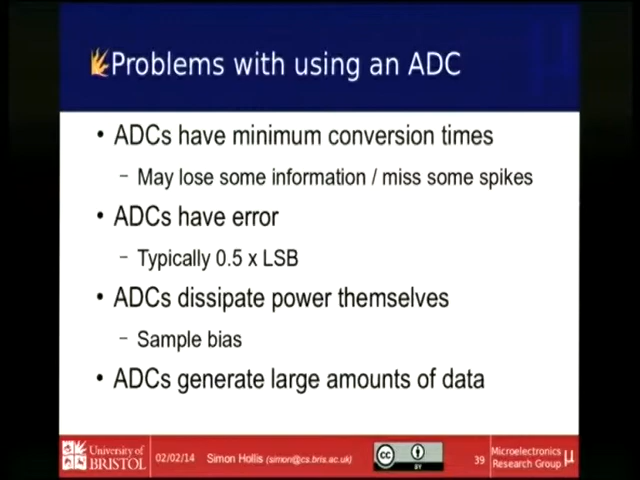 Problems with using an ADC
• ADCs have minimum conversion times
– May lose some information / miss some spikes
• ADCs have error
– Typically 0.5 x LSB
• ADCs dissipate power themselves
– Sample bias
• ADCs generate large amounts of data
University of
BRISTOL
02/02/14
Simon Hollis (simon@cs.bris.ac.uk)
cc
BY
39
Microelectronics
Research Group
μ